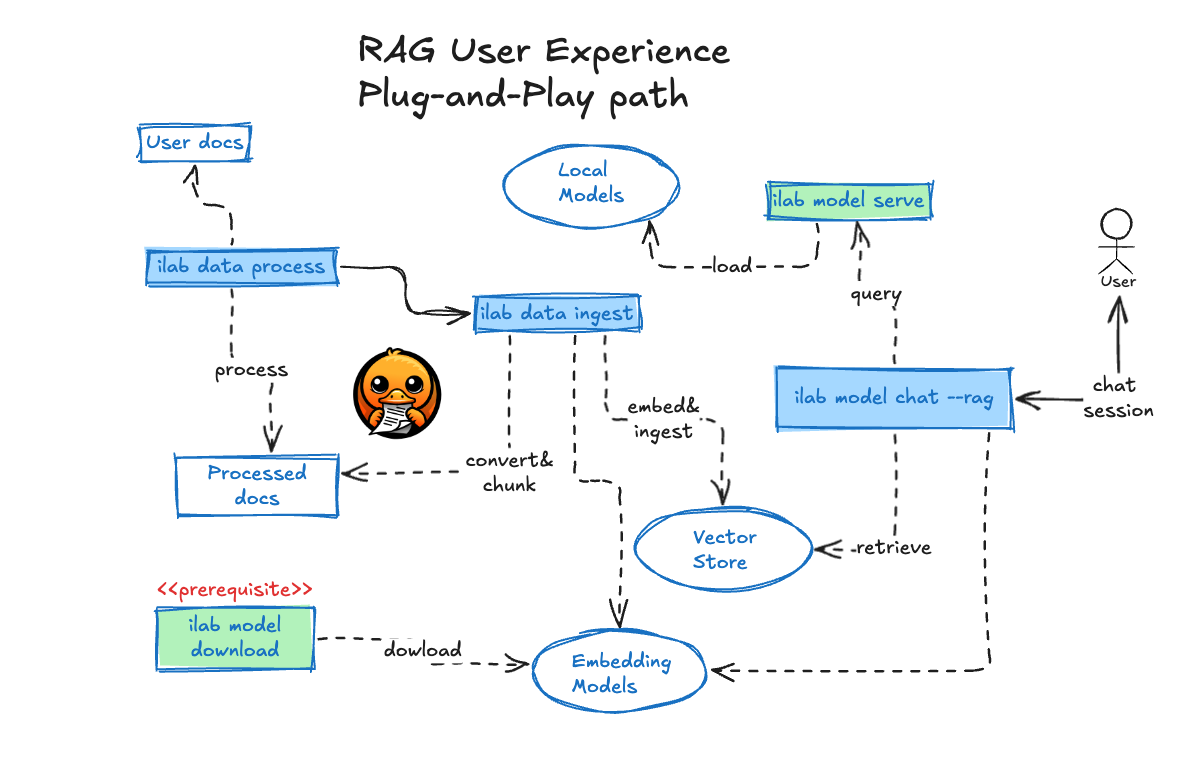 RAG User Experience
Plug-and-Play path
User docs
Local
Models
ilab model serve
ilab data process
load
User
query
ilab data ingest
process
chat
session
ilab model chat --rag
embed&
ingest
convert&
chunk
Processed
docs
Vector
Store
retrieve
<<prerequisite>>
ilab model
download
dowload
Embedding
Models